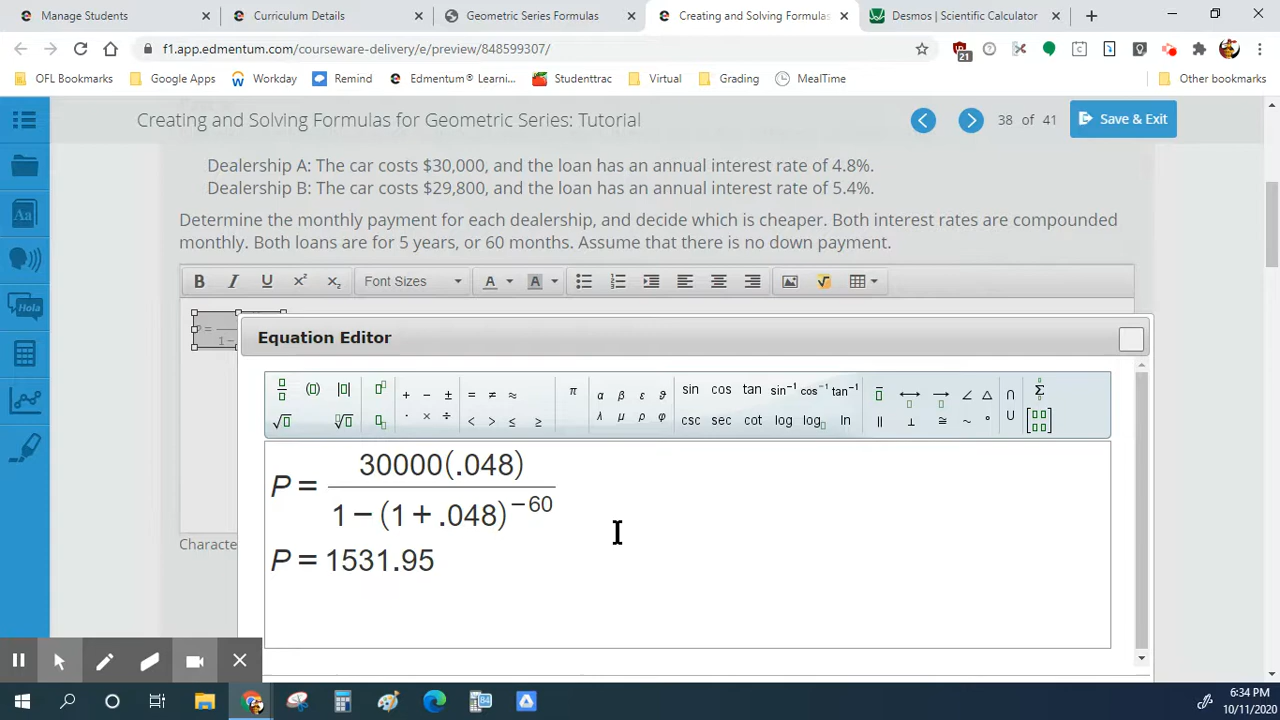 Manage Students
Curriculum Details
Geometric Series Formulas
Creating and Solving Formulas
Desmos | Scientific Calculator
f1.app.edmentum.com/courseware-delivery/e/preview/848599307/
21
OFL Bookmarks
Google Apps
Workday
Remind
Edmentum® Learni...
Studenttrac
Virtual
Grading
MealTime
Other bookmarks
Creating and Solving Formulas for Geometric Series: Tutorial
38 of 41
Save & Exit
Dealership A: The car costs $30,000, and the loan has an annual interest rate of 4.8%.
Dealership B: The car costs $29,800, and the loan has an annual interest rate of 5.4%.
Determine the monthly payment for each dealership, and decide which is cheaper. Both interest rates are compounded
monthly. Both loans are for 5 years, or 60 months. Assume that there is no down payment.
Aa
Hola
B I U x² x₂ Font Sizes A A
P =
1 −
Characte
Equation Editor
sin cos tan sin⁻¹ cos⁻¹ tan⁻¹
csc sec cot log log ln
+ − ± = ≠ ≈ π α β ε ϑ
· × ÷ < > ≤ ≥ λ μ ρ φ
P = 30000(.048)
1 − (1 + .048)⁻⁶⁰
P = 1531.95
6:34 PM
10/11/2020